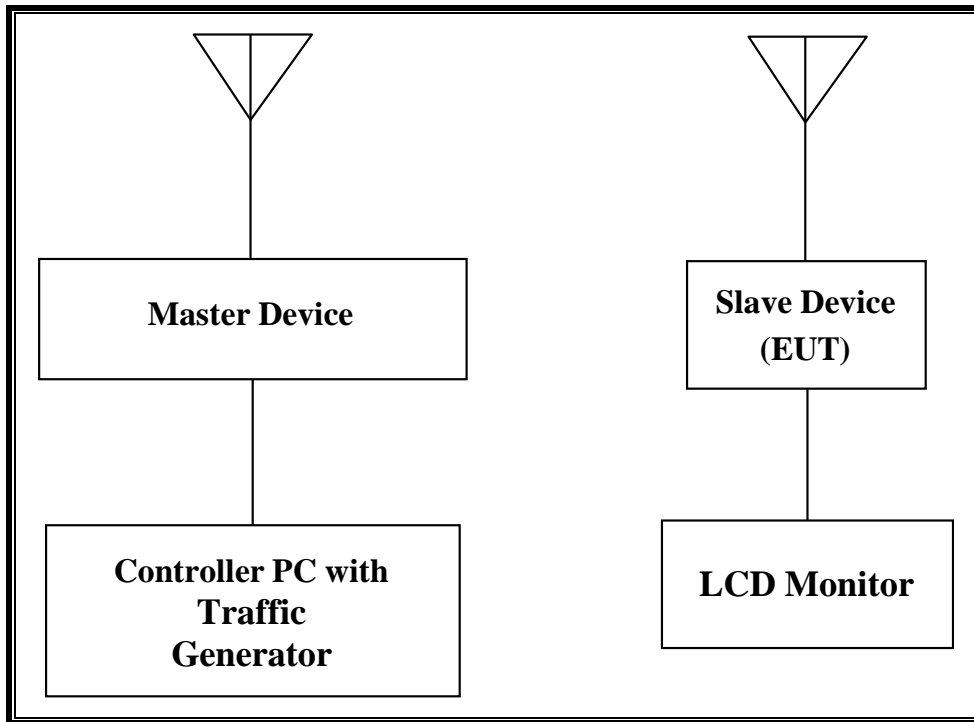 Master Device
Slave Device
(EUT)
Controller PC with
Traffic
Generator
LCD Monitor